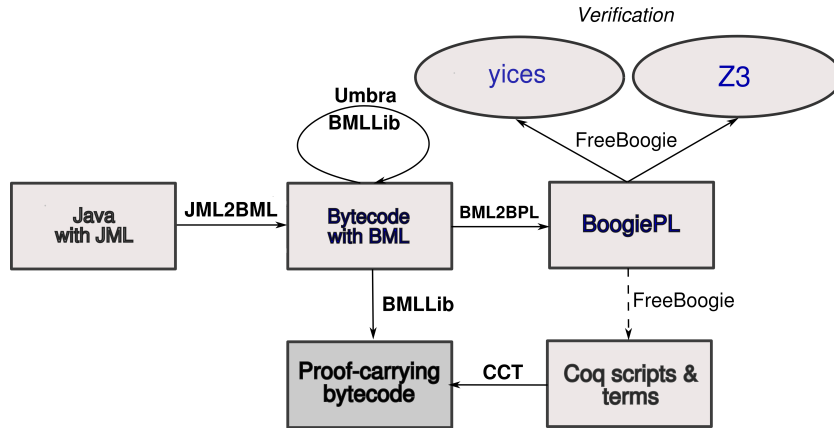 Verification
yices
Z3
Umbra
BMLLib
FreeBoogie
Java
with JML
JML2BML
Bytecode
with BML
BML2BPL
BoogiePL
BMLLib
FreeBoogie
Proof-carrying
bytecode
CCT
Coq scripts &
terms